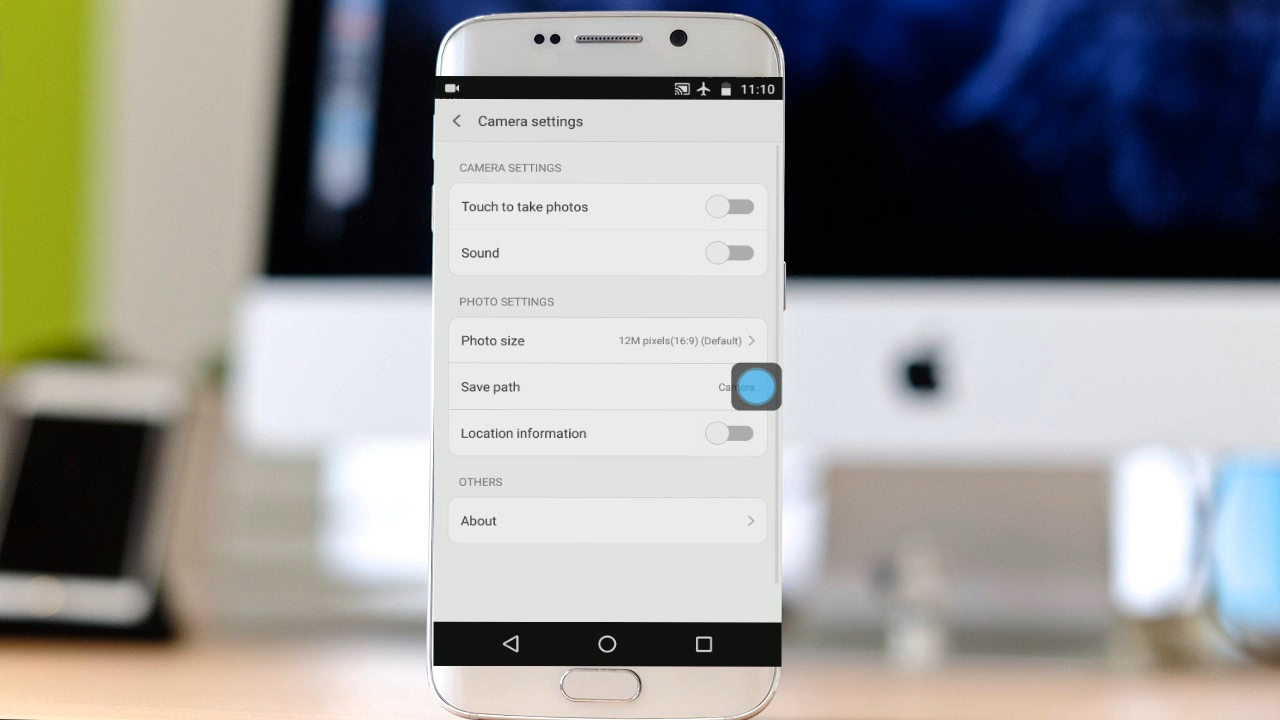 11:10
Camera settings
CAMERA SETTINGS
Touch to take photos
Sound
PHOTO SETTINGS
Photo size 12M pixels(16:9) (Default)
Save path Camera
Location information
OTHERS
About